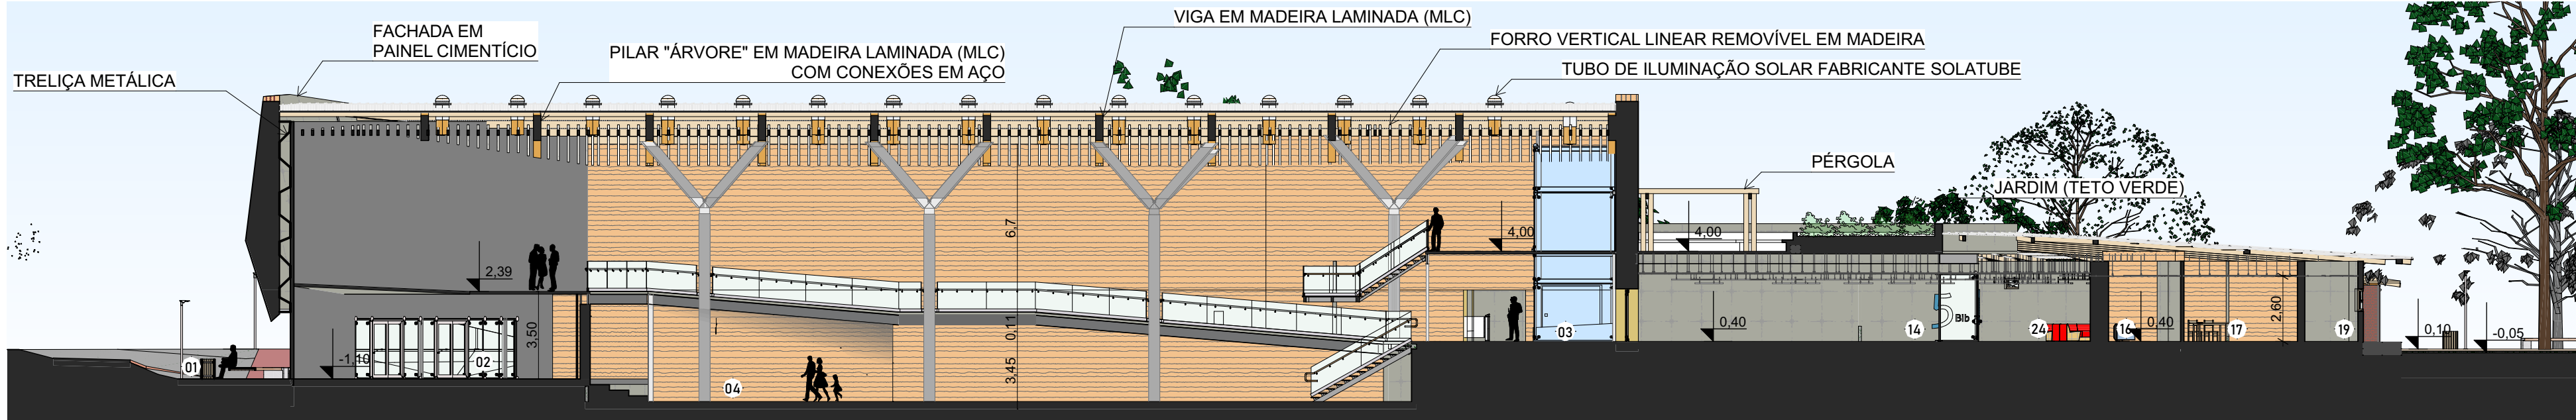 FACHADA EM
PAINEL CIMENTÍCIO
TRELIÇA METÁLICA
PILAR "ÁRVORE" EM MADEIRA LAMINADA (MLC)
COM CONEXÕES EM AÇO
VIGA EM MADEIRA LAMINADA (MLC)
FORRO VERTICAL LINEAR REMOVÍVEL EM MADEIRA
TUBO DE ILUMINAÇÃO SOLAR FABRICANTE SOLATUBE
PÉRGOLA
JARDIM (TETO VERDE)
6,7
4,00
4,00
2,39
3,50
0,11
3,45
-1,10
01
02
04
03
0,40
14
Bib
24
16
0,40
17
2,60
19
0,10
-0,05